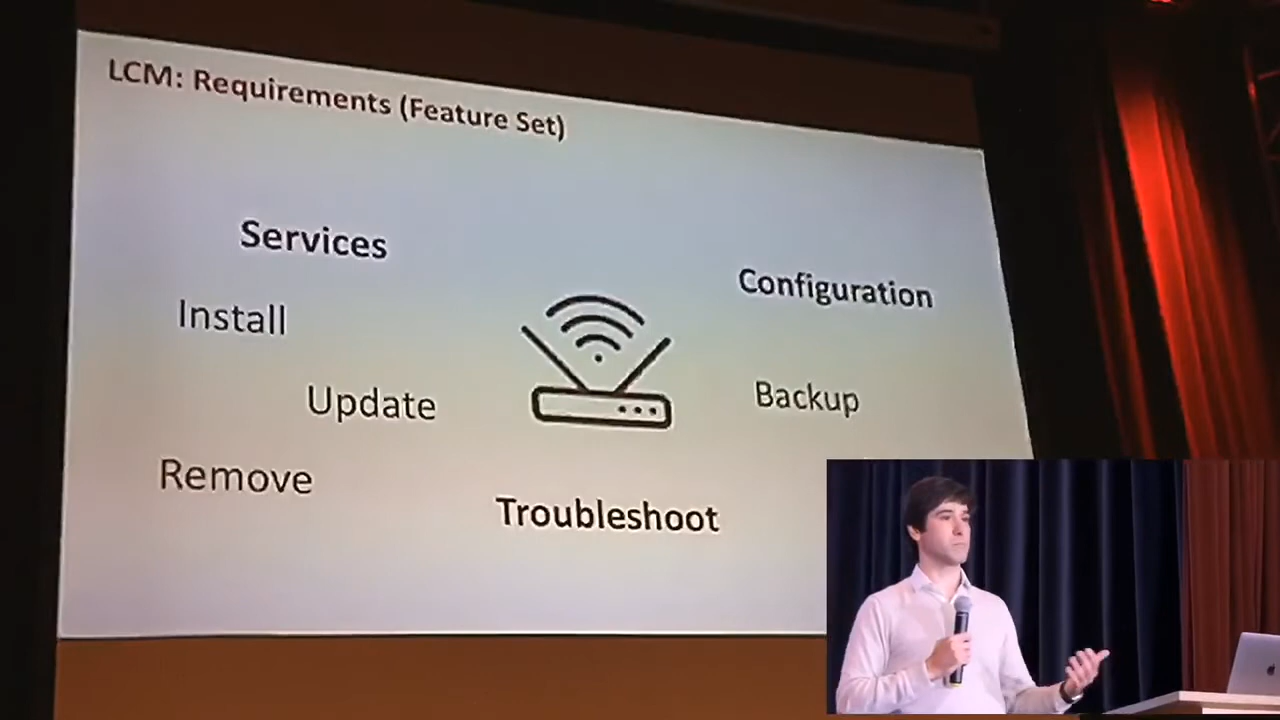 LCM: Requirements (Feature Set)
Services
Install
Update
Remove
Configuration
Backup
Troubleshoot